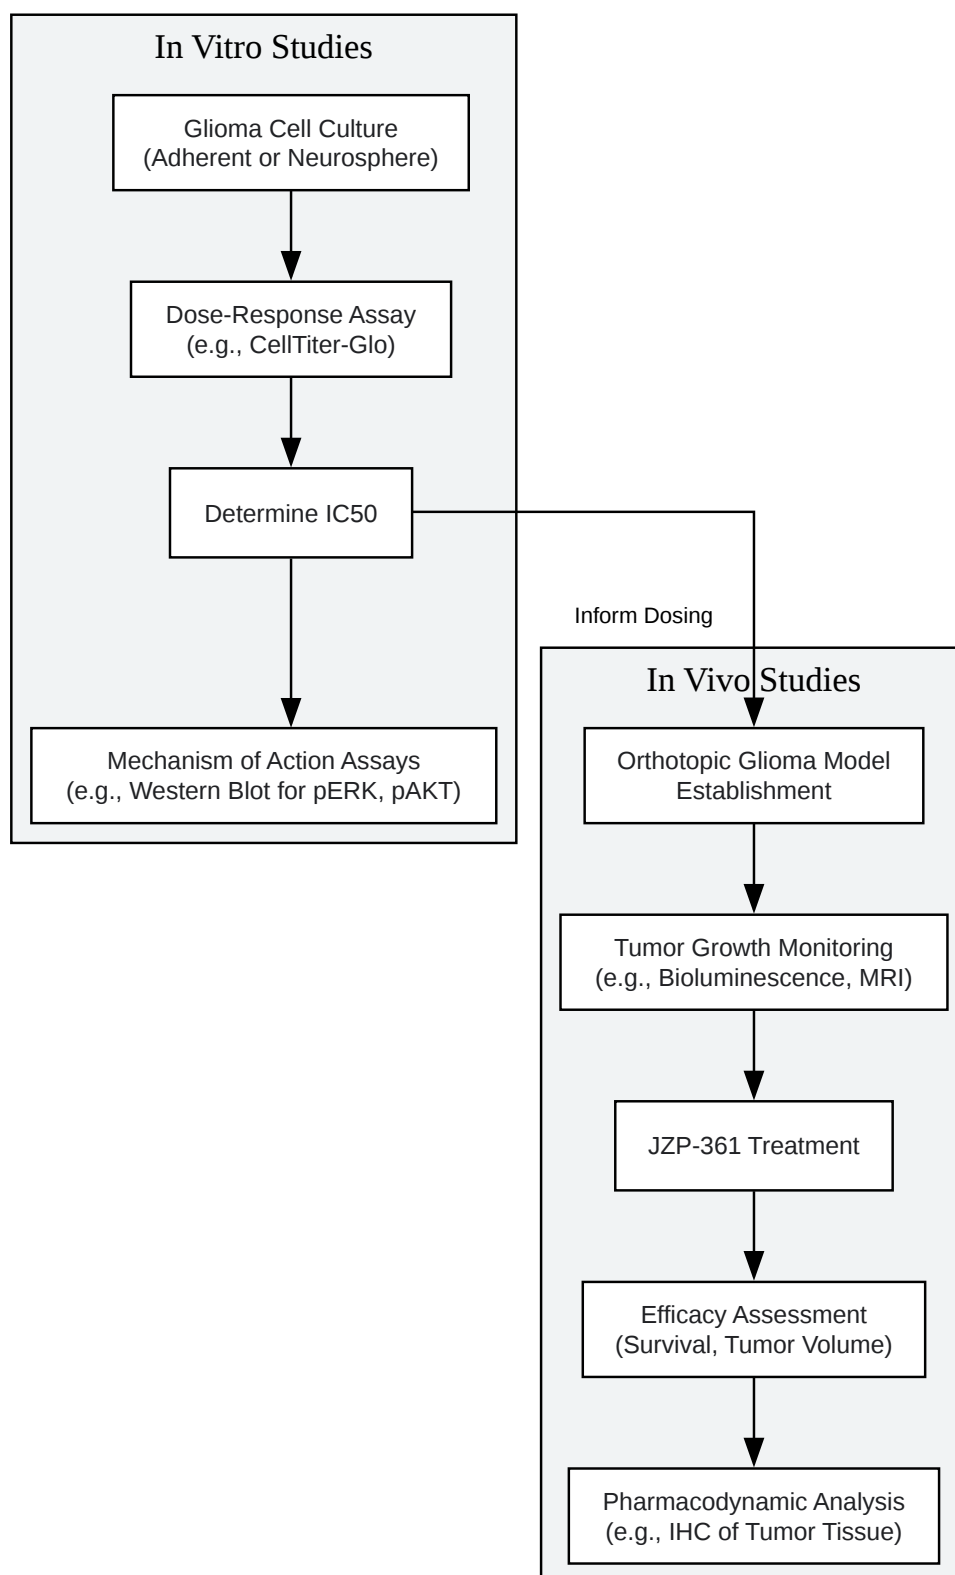 In Vitro Studies
Glioma Cell Culture
(Adherent or Neurosphere)
Dose-Response Assay
(e.g., CellTiter-Glo)
Determine IC50
Mechanism of Action Assays
(e.g., Western Blot for pERK, pAKT)
Inform Dosing
In Vivo Studies
Orthotopic Glioma Model
Establishment
Tumor Growth Monitoring
(e.g., Bioluminescence, MRI)
JZP-361 Treatment
Efficacy Assessment
(Survival, Tumor Volume)
Pharmacodynamic Analysis
(e.g., IHC of Tumor Tissue)